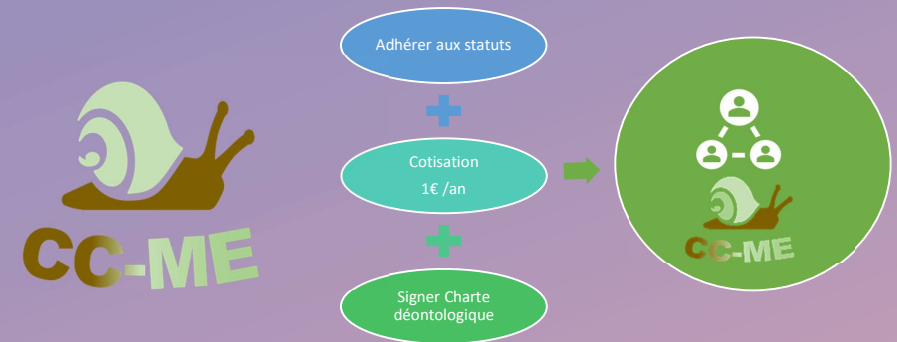 CC-ME
Adhérer aux statuts
Cotisation
1€ /an
Signer Charte
déontologique
CC-ME